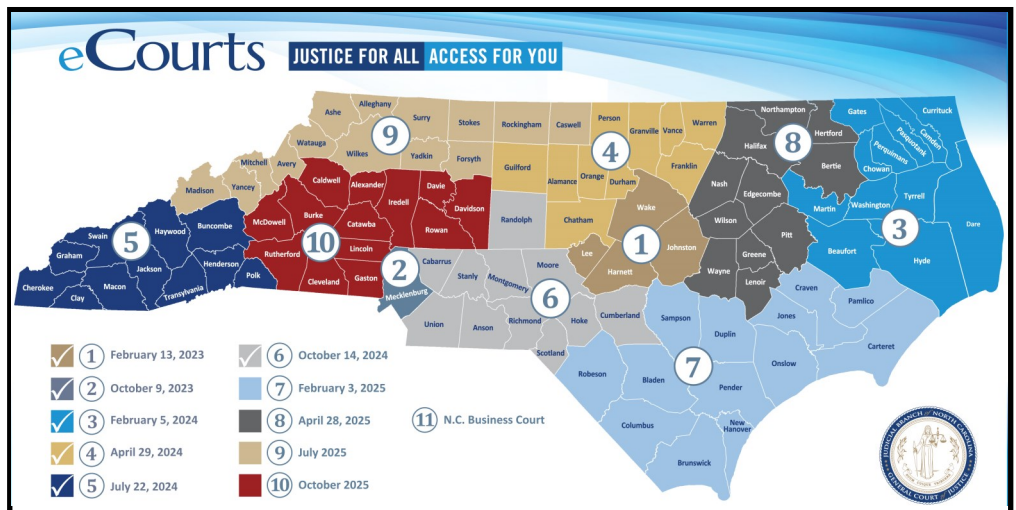 eCourts JUSTICE FOR ALL ACCESS FOR YOU
Ashe
Alleghany
Surry
Stokes
Rockingham
Caswell
Person
Granville
Vance
Warren
Northampton
Gates
Currituck
Camden
Pasquotank
Perquimans
Chowan
Hertford
Halifax
Bertie
8
9
Watauga
Wilkes
Yadkin
Forsyth
Guilford
Alamance
Orange
Durham
4
Franklin
Mitchell
Avery
Madison
Yancey
Caldwell
Alexander
Davie
Iredell
Davidson
Randolph
Chatham
Wake
Nash
Edgecombe
Martin
Washington
Tyrrell
Dare
3
Swain
Haywood
Buncombe
McDowell
Burke
Catawba
Rowan
5
Graham
Jackson
Henderson
Rutherford
10
Lincoln
Cabarrus
Lee
1
Johnston
Wilson
Pitt
Beaufort
Hyde
Cherokee
Clay
Macon
Transylvania
Polk
Cleveland
Gaston
2
Mecklenburg
Stanly
Montgomery
Moore
Harnett
Wayne
Greene
Lenoir
Craven
Pamlico
6
Union
Anson
Richmond
Hoke
Scotland
Cumberland
Sampson
Duplin
Jones
Carteret
Onslow
7
Robeson
Bladen
Pender
Columbus
New
Hanover
Brunswick
1 February 13, 2023
2 October 9, 2023
3 February 5, 2024
4 April 29, 2024
5 July 22, 2024
6 October 14, 2024
7 February 3, 2025
8 April 28, 2025
9 July 2025
10 October 2025
11 N.C. Business Court
JUDICIAL BRANCH OF NORTH CAROLINA
GENERAL COURT OF JUSTICE